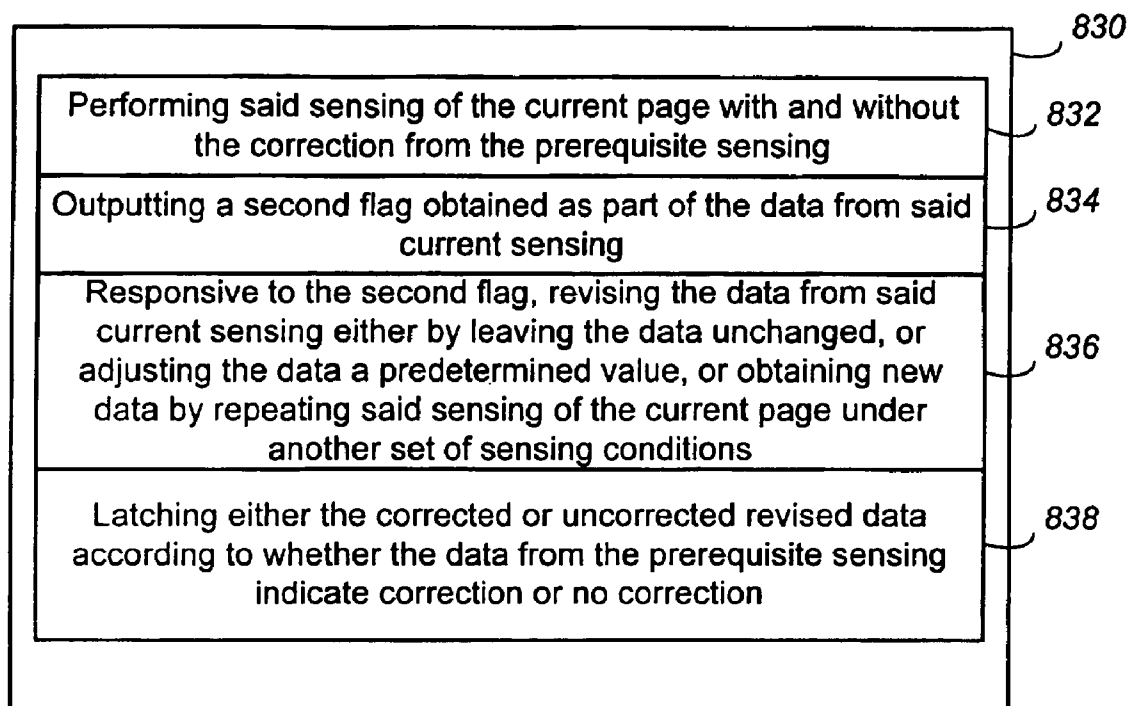 830
Performing said sensing of the current page with and without
the correction from the prerequisite sensing
832
Outputting a second flag obtained as part of the data from said
current sensing
834
Responsive to the second flag, revising the data from said
current sensing either by leaving the data unchanged, or
adjusting the data a predetermined value, or obtaining new
data by repeating said sensing of the current page under
another set of sensing conditions
836
Latching either the corrected or uncorrected revised data
according to whether the data from the prerequisite sensing
indicate correction or no correction
838